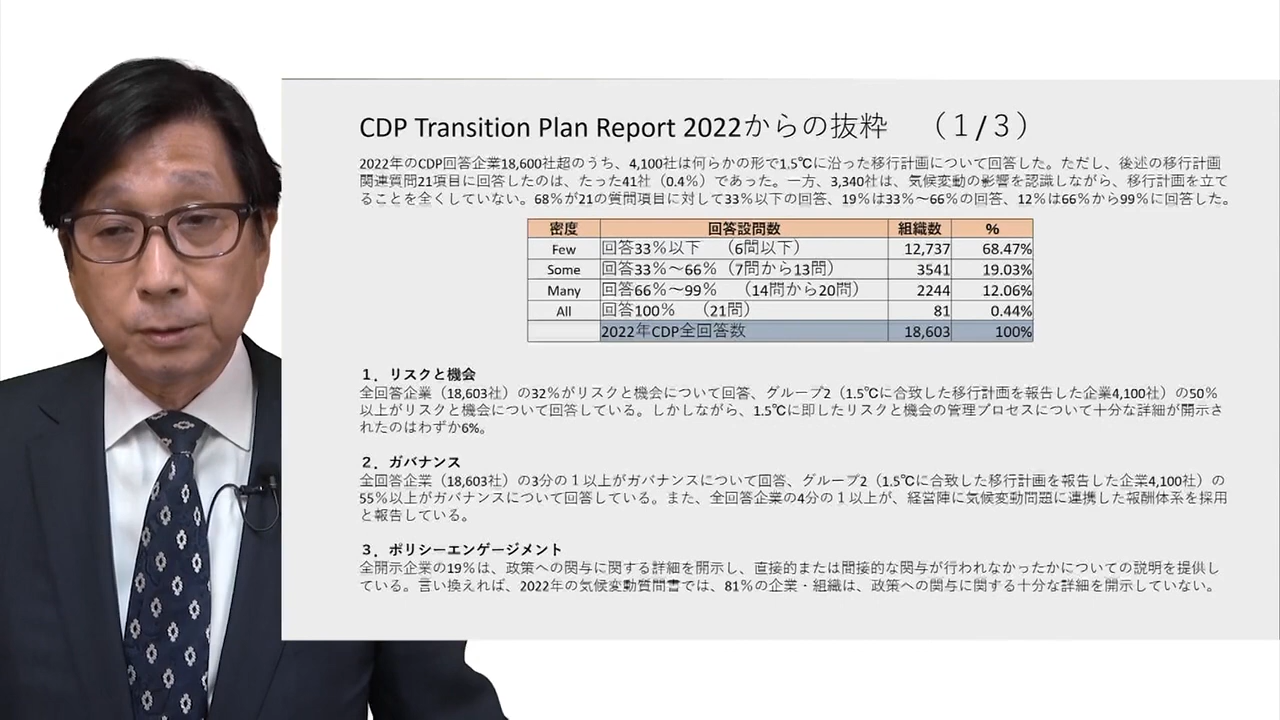 CDP Transition Plan Report 2022からの抜粋　（１/３）
2022年のCDP回答企業18,600社超のうち、4,100社は何らかの形で1.5℃に沿った移行計画について回答した。ただし、後述の移行計画
関連質問21項目に回答したのは、たった41社（0.4％）であった。一方、3,340社は、気候変動の影響を認識しながら、移行計画を立て
ることを全くしていない。68％が21の質問項目に対して33％以下の回答、19％は33％～66％の回答、12％は66％から99％に回答した。
密度 回答設問数 組織数 %
Few 回答33％以下　（6問以下） 12,737 68.47%
Some 回答33％～66％（7問から13問） 3541 19.03%
Many 回答66％～99％　（14問から20問） 2244 12.06%
All 回答100％　（21問） 81 0.44%
2022年CDP全回答数 18,603 100%
１．リスクと機会
全回答企業（18,603社）の32％がリスクと機会について回答、グループ2（1.5℃に合致した移行計画を報告した企業4,100社）の50％
以上がリスクと機会について回答している。しかしながら、1.5℃に即したリスクと機会の管理プロセスについて十分な詳細が開示さ
れたのはわずか6%。
２．ガバナンス
全回答企業（18,603社）の3分の１以上がガバナンスについて回答、グループ2（1.5℃に合致した移行計画を報告した企業4,100社）の
55％以上がガバナンスについて回答している。また、全回答企業の4分の１以上が、経営陣に気候変動問題に連携した報酬体系を採用
と報告している。
３．ポリシーエンゲージメント
全開示企業の19％は、政策への関与に関する詳細を開示し、直接的または間接的な関与が行われなかったかについての説明を提供し
ている。言い換えれば、2022年の気候変動質問書では、81％の企業・組織は、政策への関与に関する十分な詳細を開示していない。